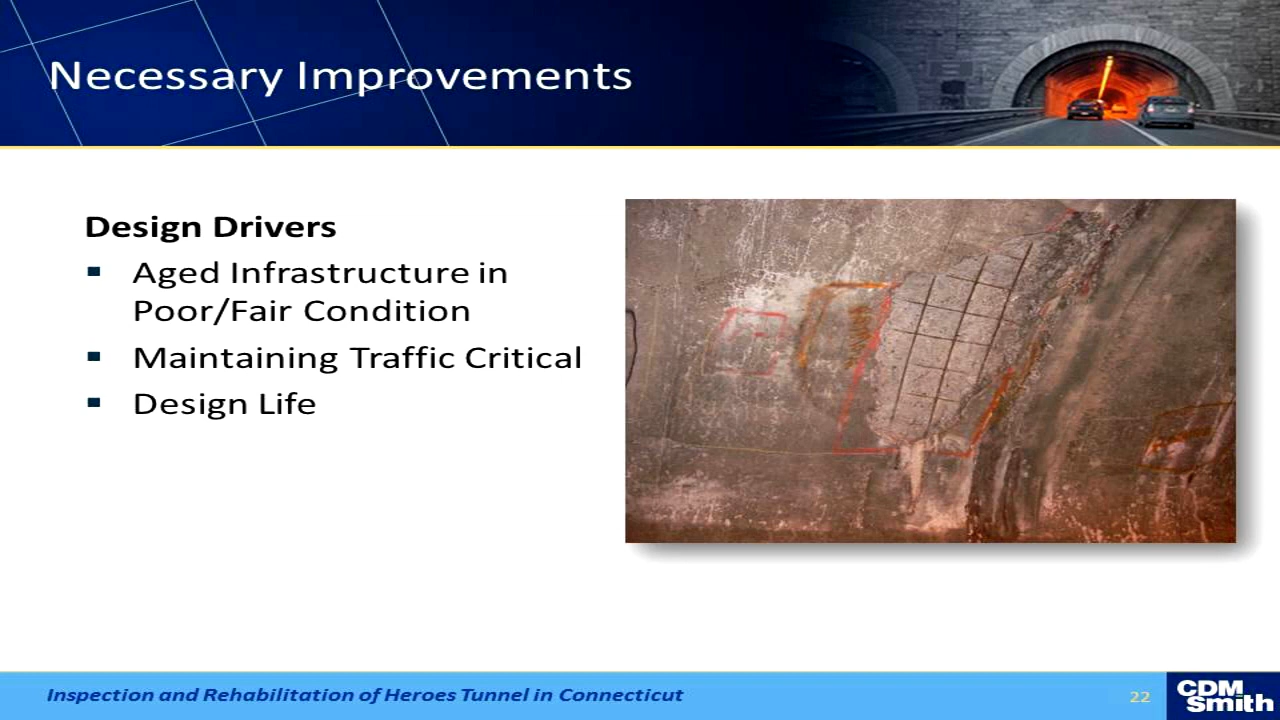 Necessary Improvements
Design Drivers
▪ Aged Infrastructure in
Poor/Fair Condition
▪ Maintaining Traffic Critical
▪ Design Life
Inspection and Rehabilitation of Heroes Tunnel in Connecticut
22
CDM
Smith